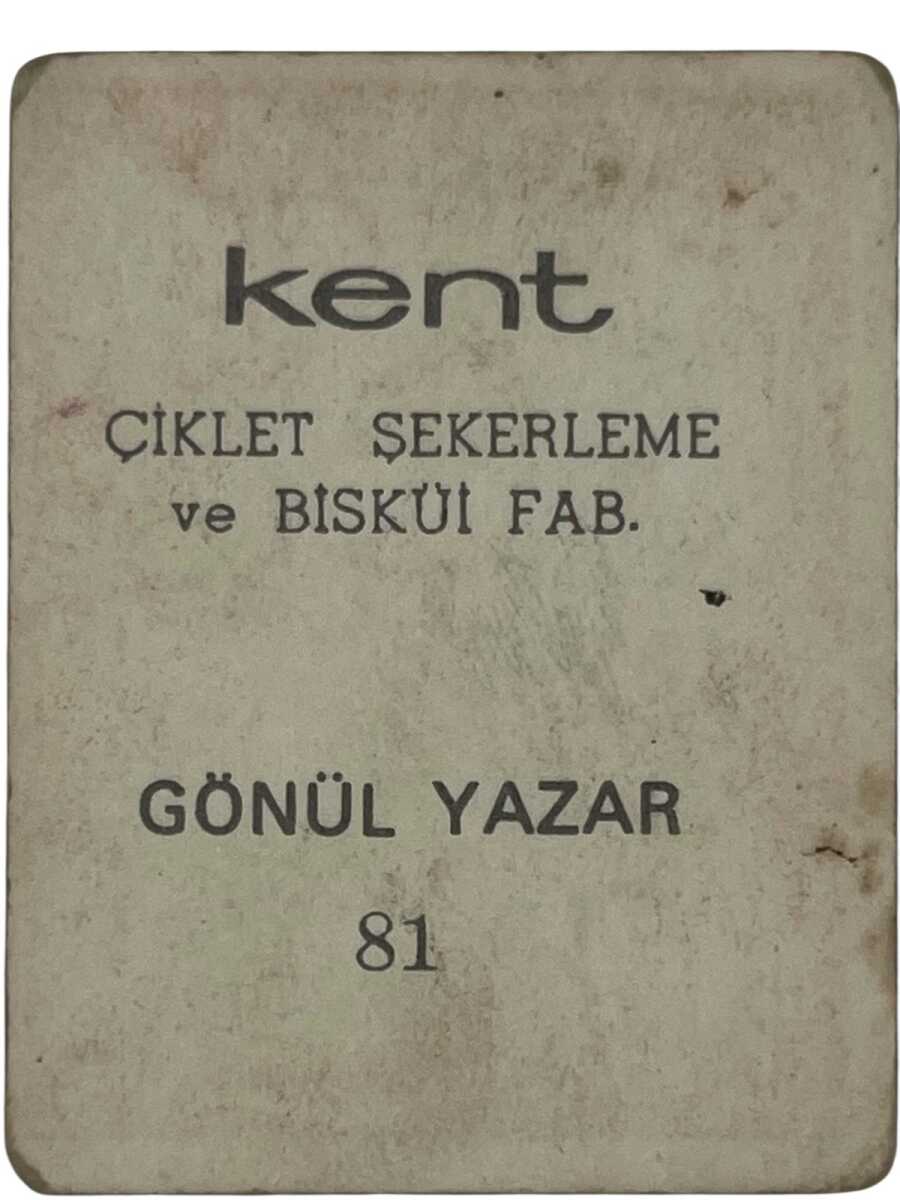 kent
ÇİKLET ŞEKERLEME
ve BİSKÜİ FAB.
GÖNÜL YAZAR
81